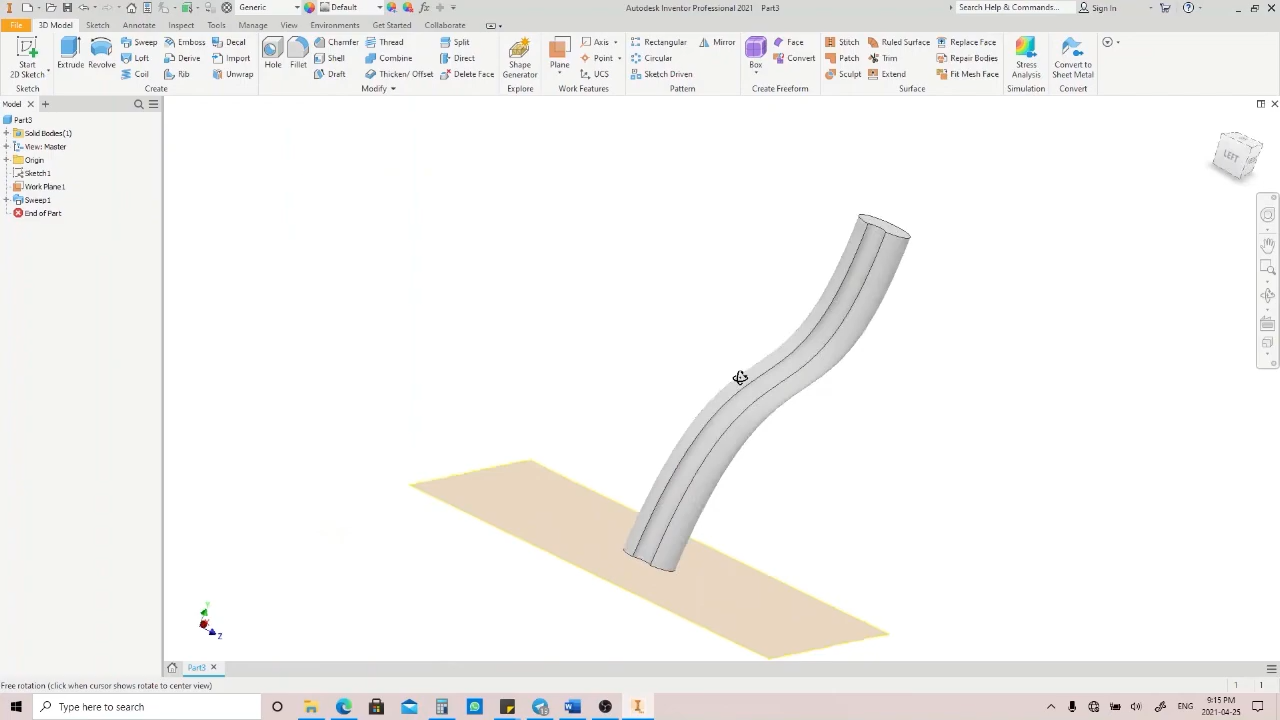 Generic
Default
Autodesk Inventor Professional 2021 Part3
Search Help & Commands...
Sign In
File
3D Model
Sketch
Annotate
Inspect
Tools
Manage
View
Environments
Get Started
Collaborate
Start
2D Sketch
Extrude
Revolve
Sweep
Emboss
Decal
Loft
Derive
Import
Coil
Rib
Unwrap
Hole
Fillet
Chamfer
Thread
Shell
Combine
Draft
Thicken/ Offset
Split
Direct
Delete Face
Shape
Generator
Plane
Axis
Point
UCS
Rectangular
Mirror
Circular
Sketch Driven
Box
Face
Convert
Stitch
Ruled Surface
Replace Face
Patch
Trim
Repair Bodies
Sculpt
Extend
Fit Mesh Face
Stress
Analysis
Convert to
Sheet Metal
Sketch
Create
Modify
Explore
Work Features
Pattern
Create Freeform
Surface
Simulation
Convert
Model
Part3
Solid Bodies(1)
View: Master
Origin
Sketch1
Work Plane1
Sweep1
End of Part
LEFT
Y
Z
Part3
Free rotation (click when cursor shows rotate to center view)
1
1
Type here to search
ENG
9:15 PM
2021-04-25